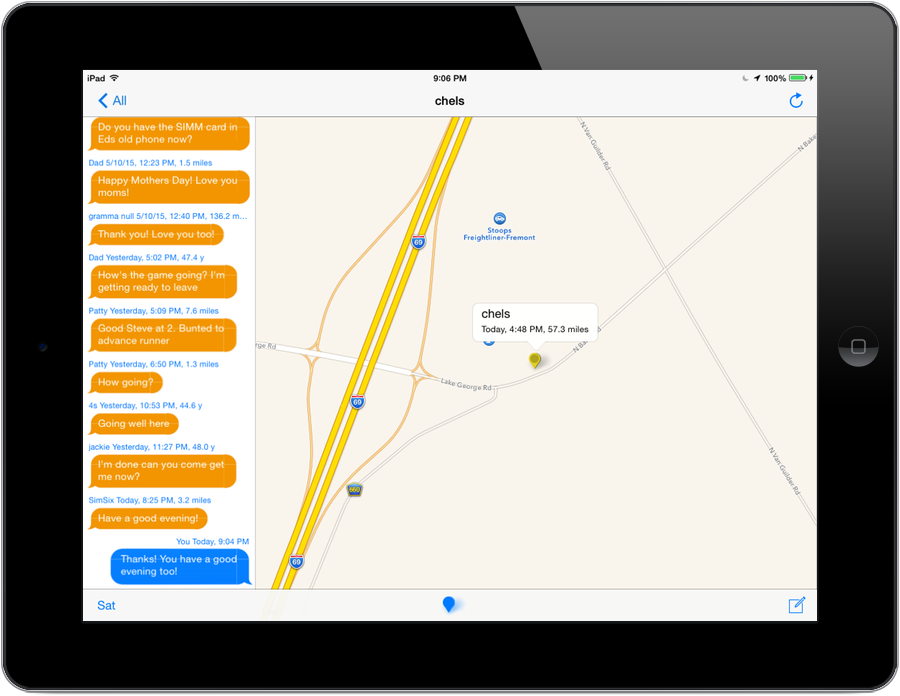 iPad
9:06 PM
100%
All
chels
Do you have the SIMM card in
Eds old phone now?
Dad 5/10/15, 12:23 PM, 1.5 miles
Happy Mothers Day! Love you
moms!
gramma null 5/10/15, 12:40 PM, 136.2 m...
Thank you! Love you too!
Dad Yesterday, 5:02 PM, 47.4 y
How's the game going? I'm
getting ready to leave
Patty Yesterday, 5:09 PM, 7.6 miles
Good Steve at 2. Bunted to
advance runner
Patty Yesterday, 6:50 PM, 1.3 miles
How going?
4s Yesterday, 10:53 PM, 44.6 y
Going well here
jackie Yesterday, 11:27 PM, 48.0 y
I'm done can you come get
me now?
SimSix Today, 8:25 PM, 3.2 miles
Have a good evening!
You Today, 9:04 PM
Thanks! You have a good
evening too!
N Van Guilder Rd
N Bake
69
Stoops
Freightliner-Fremont
chels
Today, 4:48 PM, 57.3 miles
N Ba
rge Rd
Lake George Rd
69
N Van Guilder Rd
660
69
Sat